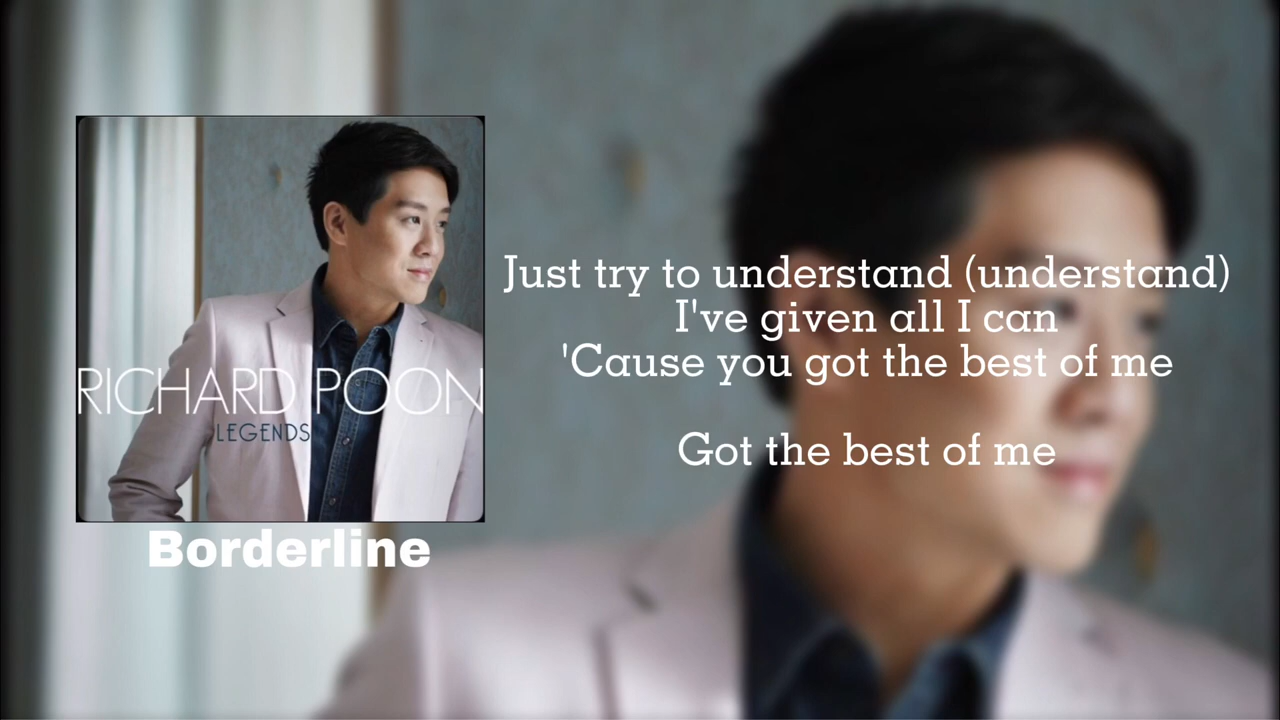 RICHARD POON
LEGENDS
Borderline
Just try to understand (understand)
I've given all I can
'Cause you got the best of me
Got the best of me